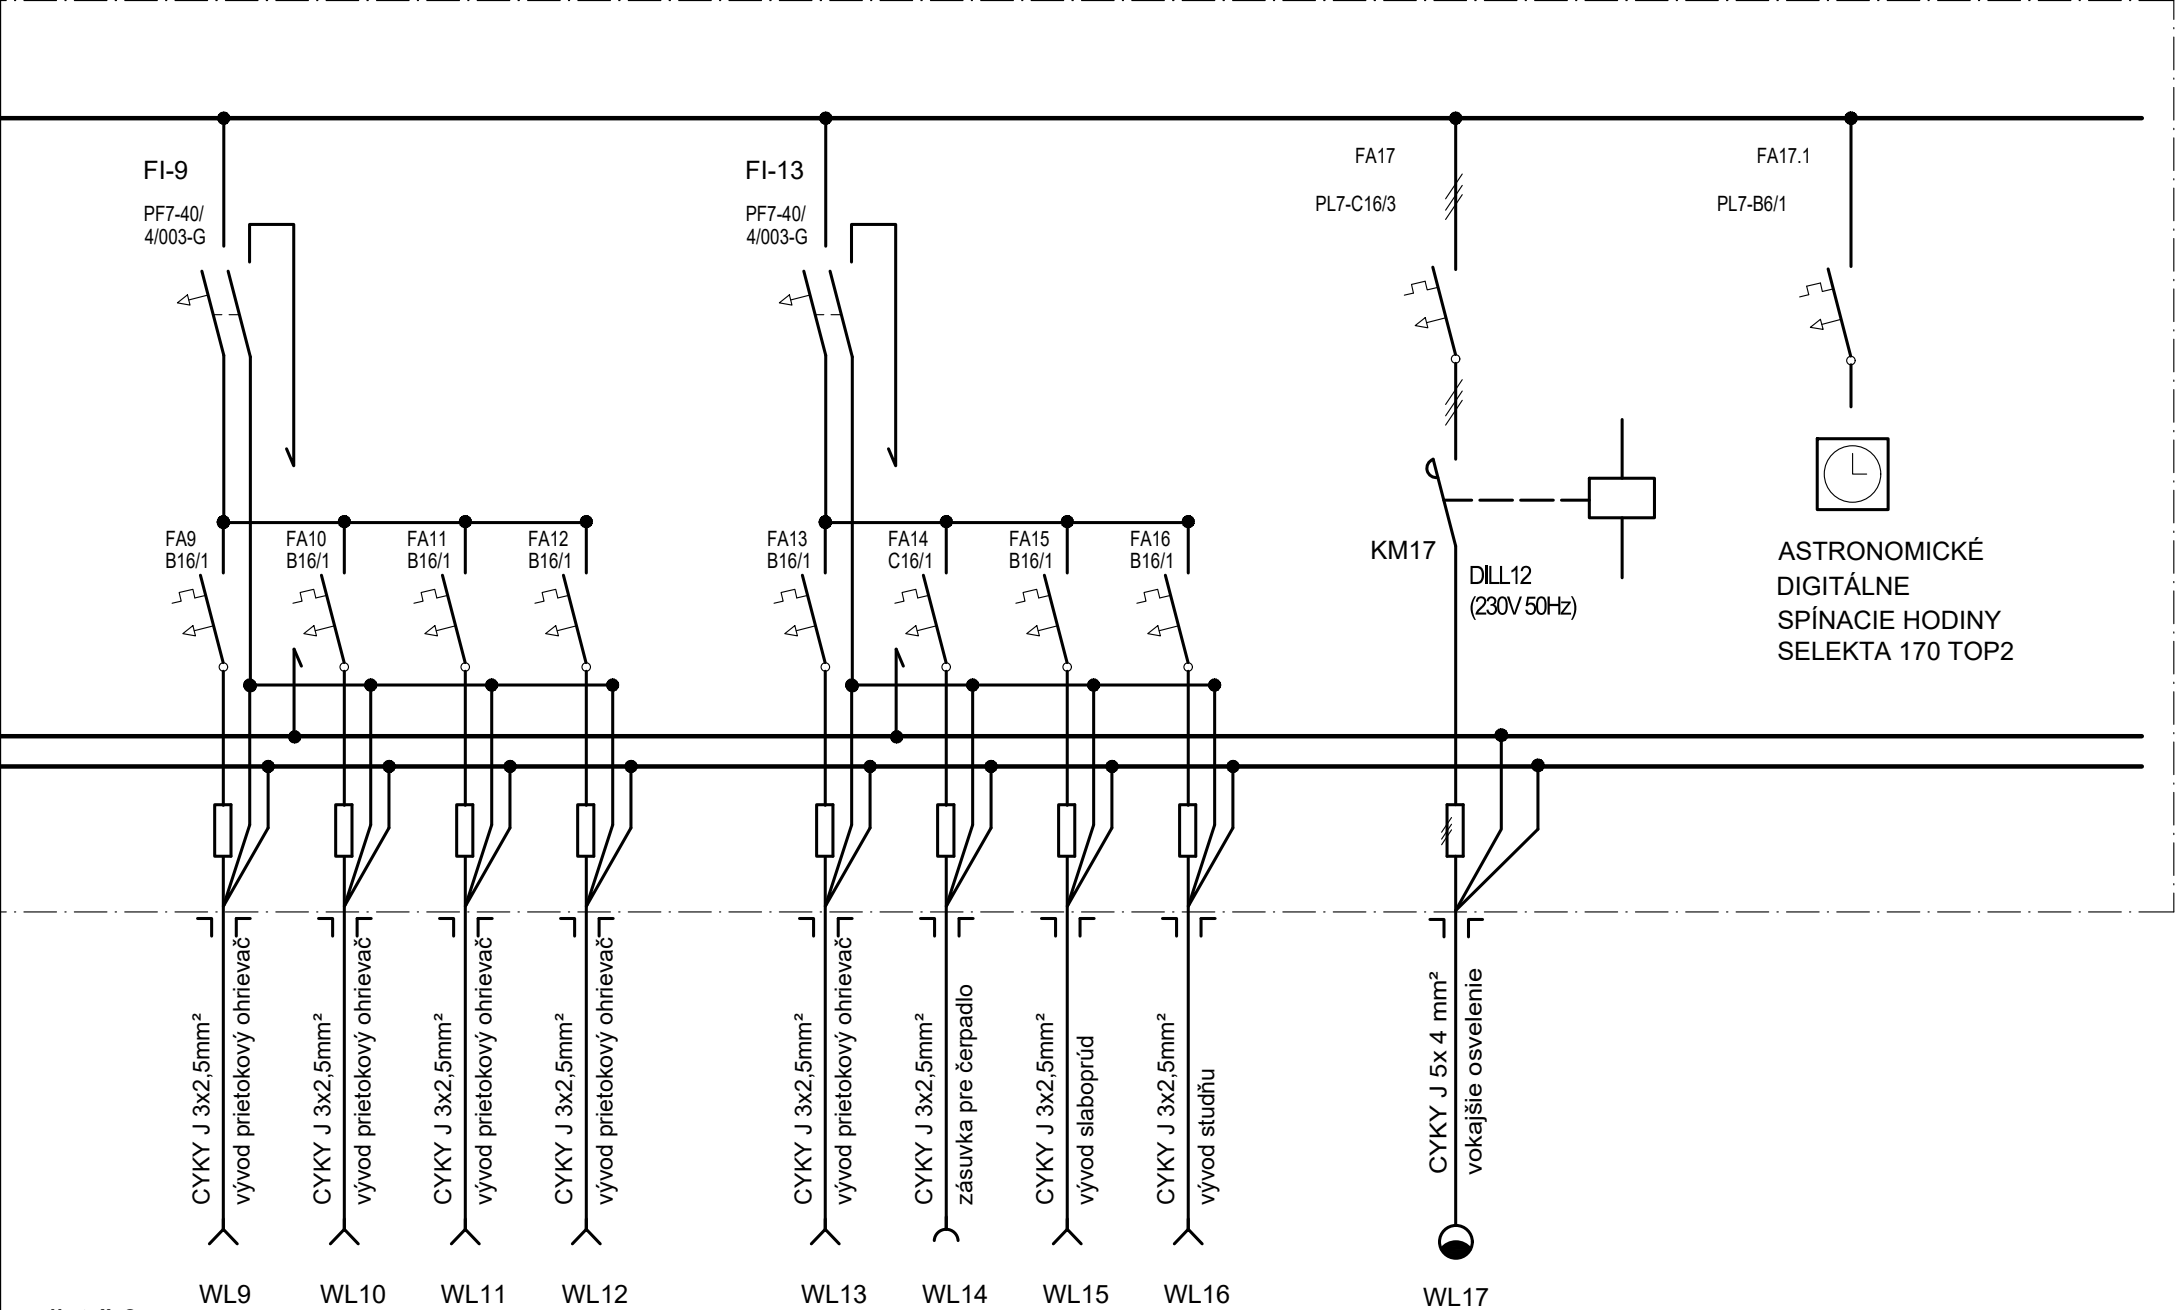 FI-9
PF7-40/
4/003-G
FI-13
PF7-40/
4/003-G
FA17
PL7-C16/3
FA17.1
PL7-B6/1
FA9
B16/1
FA10
B16/1
FA11
B16/1
FA12
B16/1
FA13
B16/1
FA14
C16/1
FA15
B16/1
FA16
B16/1
KM17
DILL12
(230V 50Hz)
ASTRONOMICKÉ
DIGITÁLNE
SPÍNACIE HODINY
SELEKTA 170 TOP2
CYKY J 3x2,5mm²
vývod prietokový ohrievač
CYKY J 3x2,5mm²
vývod prietokový ohrievač
CYKY J 3x2,5mm²
vývod prietokový ohrievač
CYKY J 3x2,5mm²
vývod prietokový ohrievač
CYKY J 3x2,5mm²
vývod prietokový ohrievač
CYKY J 3x2,5mm²
zásuvka pre čerpadlo
CYKY J 3x2,5mm²
vývod slaboprúd
CYKY J 3x2,5mm²
vývod studňu
CYKY J 5x 4 mm²
vokajšie osvelenie
WL9
WL10
WL11
WL12
WL13
WL14
WL15
WL16
WL17